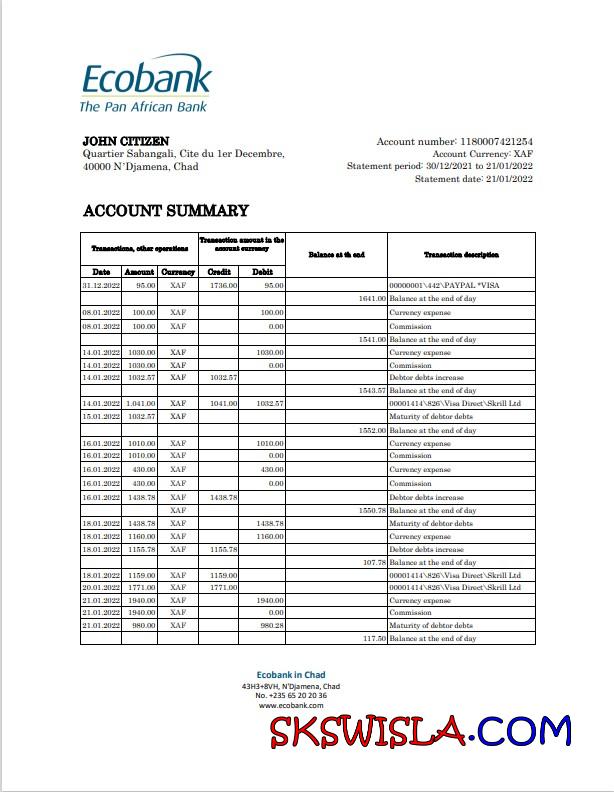 Ecobank
The Pan African Bank
JOHN CITIZEN
Quartier Sabangali, Cite du 1er Decembre,
40000 N'Djamena, Chad
Account number: 1180007421254
Account Currency: XAF
Statement period: 30/12/2021 to 21/01/2022
Statement date: 21/01/2022
ACCOUNT SUMMARY
Transactions, other operations
Transaction amount in the
account currency
Balance at th end
Transaction description
Date Amount Currency Credit Debit
31.12.2022 95.00 XAF 1736.00 95.00 00000001\442\PAYPAL *VISA
1641.00 Balance at the end of day
08.01.2022 100.00 XAF 100.00 Currency expense
08.01.2022 100.00 XAF 0.00 Commission
1541.00 Balance at the end of day
14.01.2022 1030.00 XAF 1030.00 Currency expense
14.01.2022 1030.00 XAF 0.00 Commission
14.01.2022 1032.57 XAF 1032.57 Debtor debts increase
1543.57 Balance at the end of day
14.01.2022 1,041.00 XAF 1041.00 1032.57 00001414\826\Visa Direct\Skrill Ltd
15.01.2022 1032.57 XAF Maturity of debtor debts
1552.00 Balance at the end of day
16.01.2022 1010.00 XAF 1010.00 Currency expense
16.01.2022 1010.00 XAF 0.00 Commission
16.01.2022 430.00 XAF 430.00 Currency expense
16.01.2022 430.00 XAF 0.00 Commission
16.01.2022 1438.78 XAF 1438.78 Debtor debts increase
XAF 1550.78 Balance at the end of day
18.01.2022 1438.78 XAF 1438.78 Maturity of debtor debts
18.01.2022 1160.00 XAF 1160.00 Currency expense
18.01.2022 1155.78 XAF 1155.78 Debtor debts increase
107.78 Balance at the end of day
18.01.2022 1159.00 XAF 1159.00 00001414\826\Visa Direct\Skrill Ltd
20.01.2022 1771.00 XAF 1771.00 00001414\826\Visa Direct\Skrill Ltd
21.01.2022 1940.00 XAF 1940.00 Currency expense
21.01.2022 1940.00 XAF 0.00 Commission
21.01.2022 980.00 XAF 980.28 Maturity of debtor debts
117.50 Balance at the end of day
Ecobank in Chad
43H3+8VH, N'Djamena, Chad
No. +235 65 20 20 36
www.ecobank.com
SKSWISLA.COM